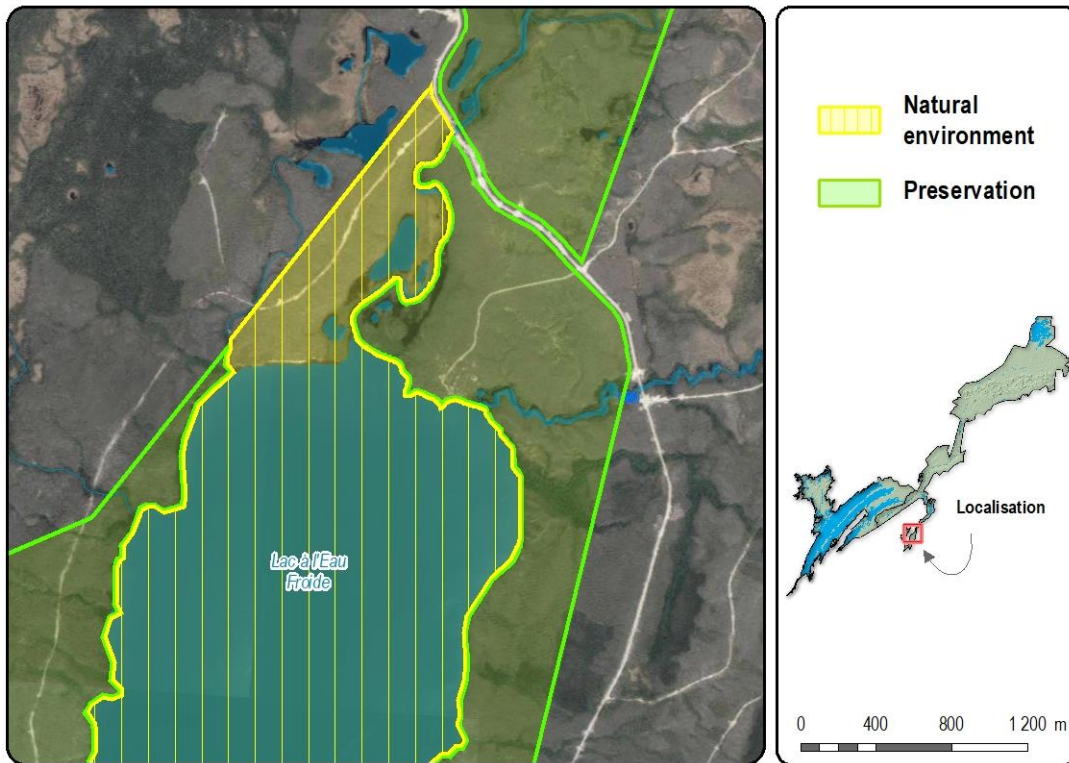 Lac à l'Eau
Froide
Natural
environment
Preservation
Localisation
0 400 800 1 200 m